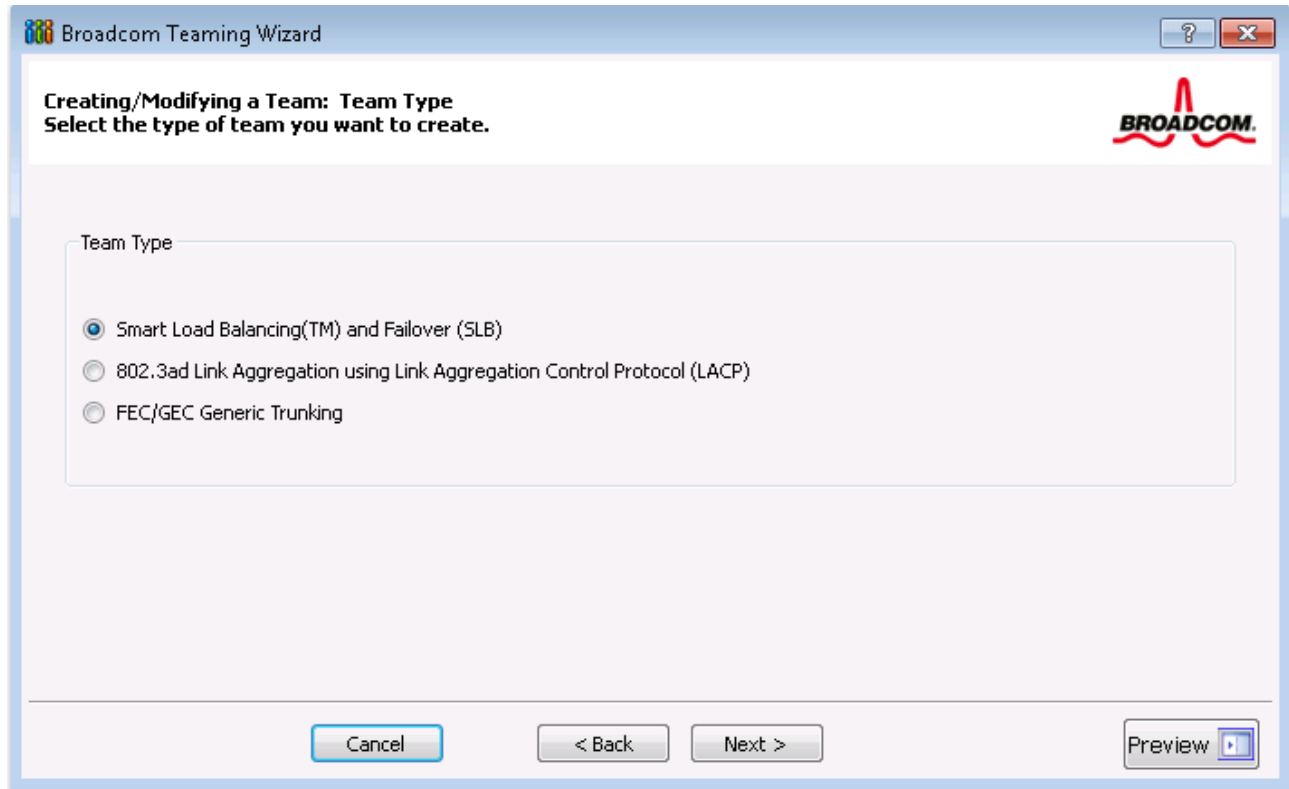 Broadcom Teaming Wizard
Creating/Modifying a Team: Team Type
Select the type of team you want to create.
BROADCOM.
Team Type
Smart Load Balancing(TM) and Failover (SLB)
802.3ad Link Aggregation using Link Aggregation Control Protocol (LACP)
FEC/GEC Generic Trunking
Cancel
< Back
Next >
Preview